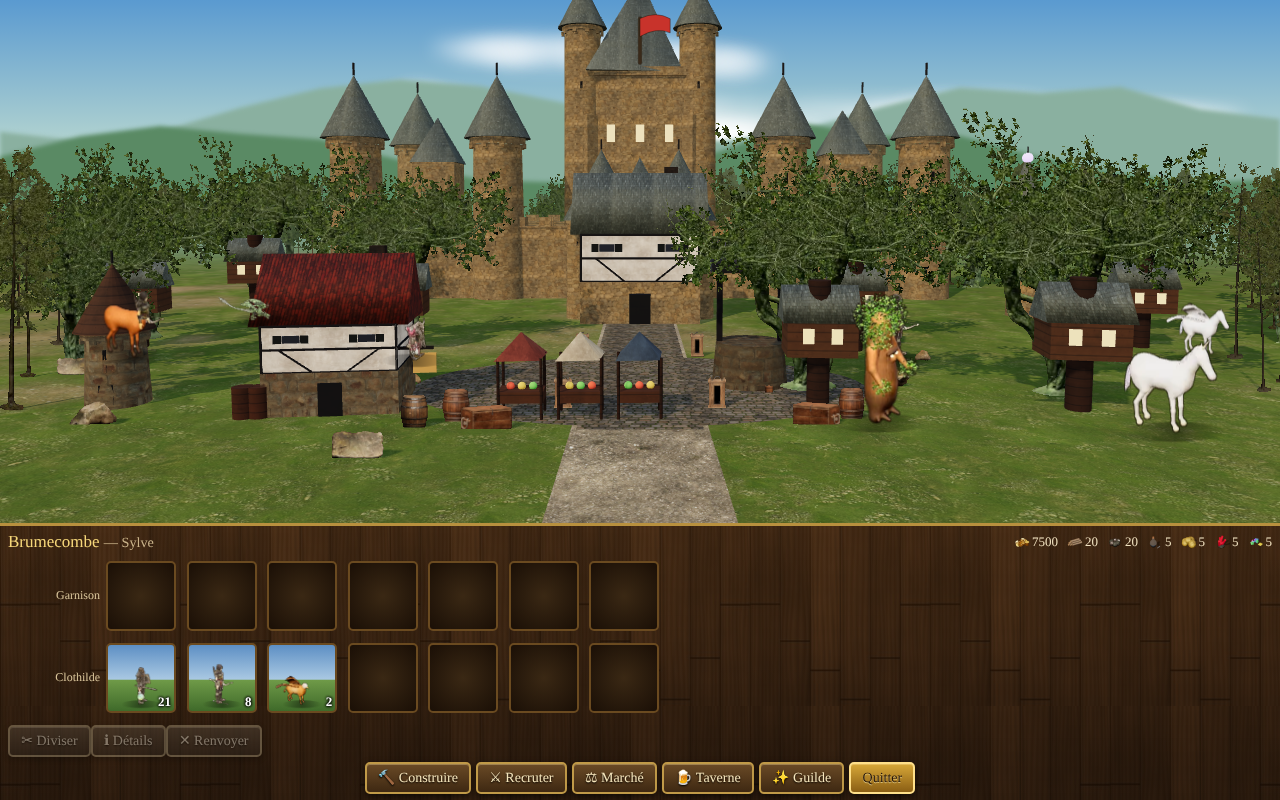 Brumecombe — Sylve
7500 20 20 5 5 5 5
Garnison
Clothilde
21 8 2
✂ Diviser ℹ Détails ✕ Renvoyer
🔨 Construire ⚔ Recruter ⚖ Marché 🍺 Taverne ✨ Guilde Quitter